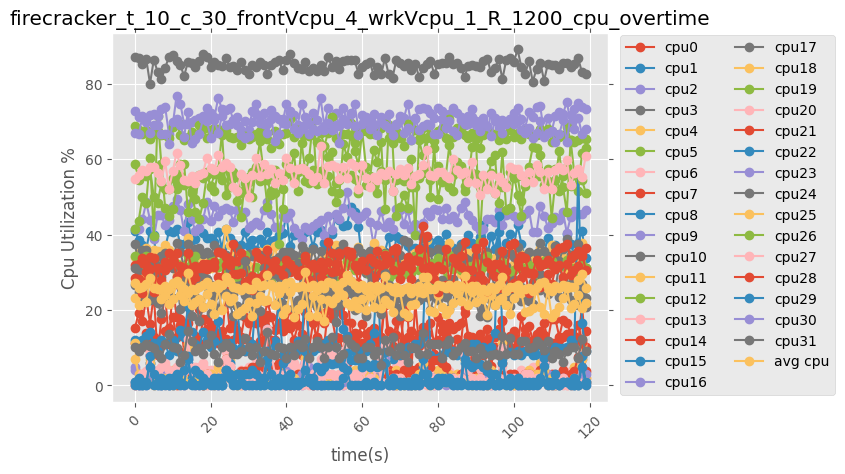 firecracker_t_10_c_30_frontVcpu_4_wrkVcpu_1_R_1200_cpu_overtime
Cpu Utilization %
80
60
40
20
0
0
20
40
60
80
100
120
time(s)
cpu0
cpu1
cpu2
cpu3
cpu4
cpu5
cpu6
cpu7
cpu8
cpu9
cpu10
cpu11
cpu12
cpu13
cpu14
cpu15
cpu16
cpu17
cpu18
cpu19
cpu20
cpu21
cpu22
cpu23
cpu24
cpu25
cpu26
cpu27
cpu28
cpu29
cpu30
cpu31
avg cpu